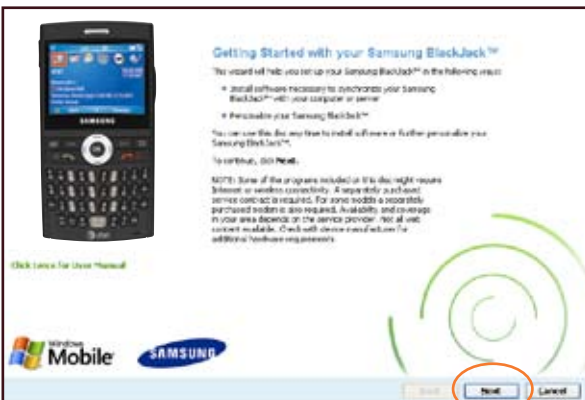 Getting Started with your Samsung BlackJack™
This wizard will help you set up your Samsung BlackJack™ in the following ways:
• Install software necessary to synchronize your Samsung
BlackJack™ with your computer or server
• Personalize your Samsung BlackJack™
You can use this disc any time to install software or further personalize your
Samsung BlackJack™.
To continue, click Next.
NOTE: Some of the programs included on this disc might require
Internet or wireless connectivity. A separately purchased
service contract is required. For some models a separately
purchased modem is also required. Availability and coverage
in your area depends on the service provider. Not all web
content available. Check with device manufacturer for
additional hardware requirements.
SAMSUNG
at&t
Click here for User Manual
Windows
Mobile
SAMSUNG
Back Next Cancel